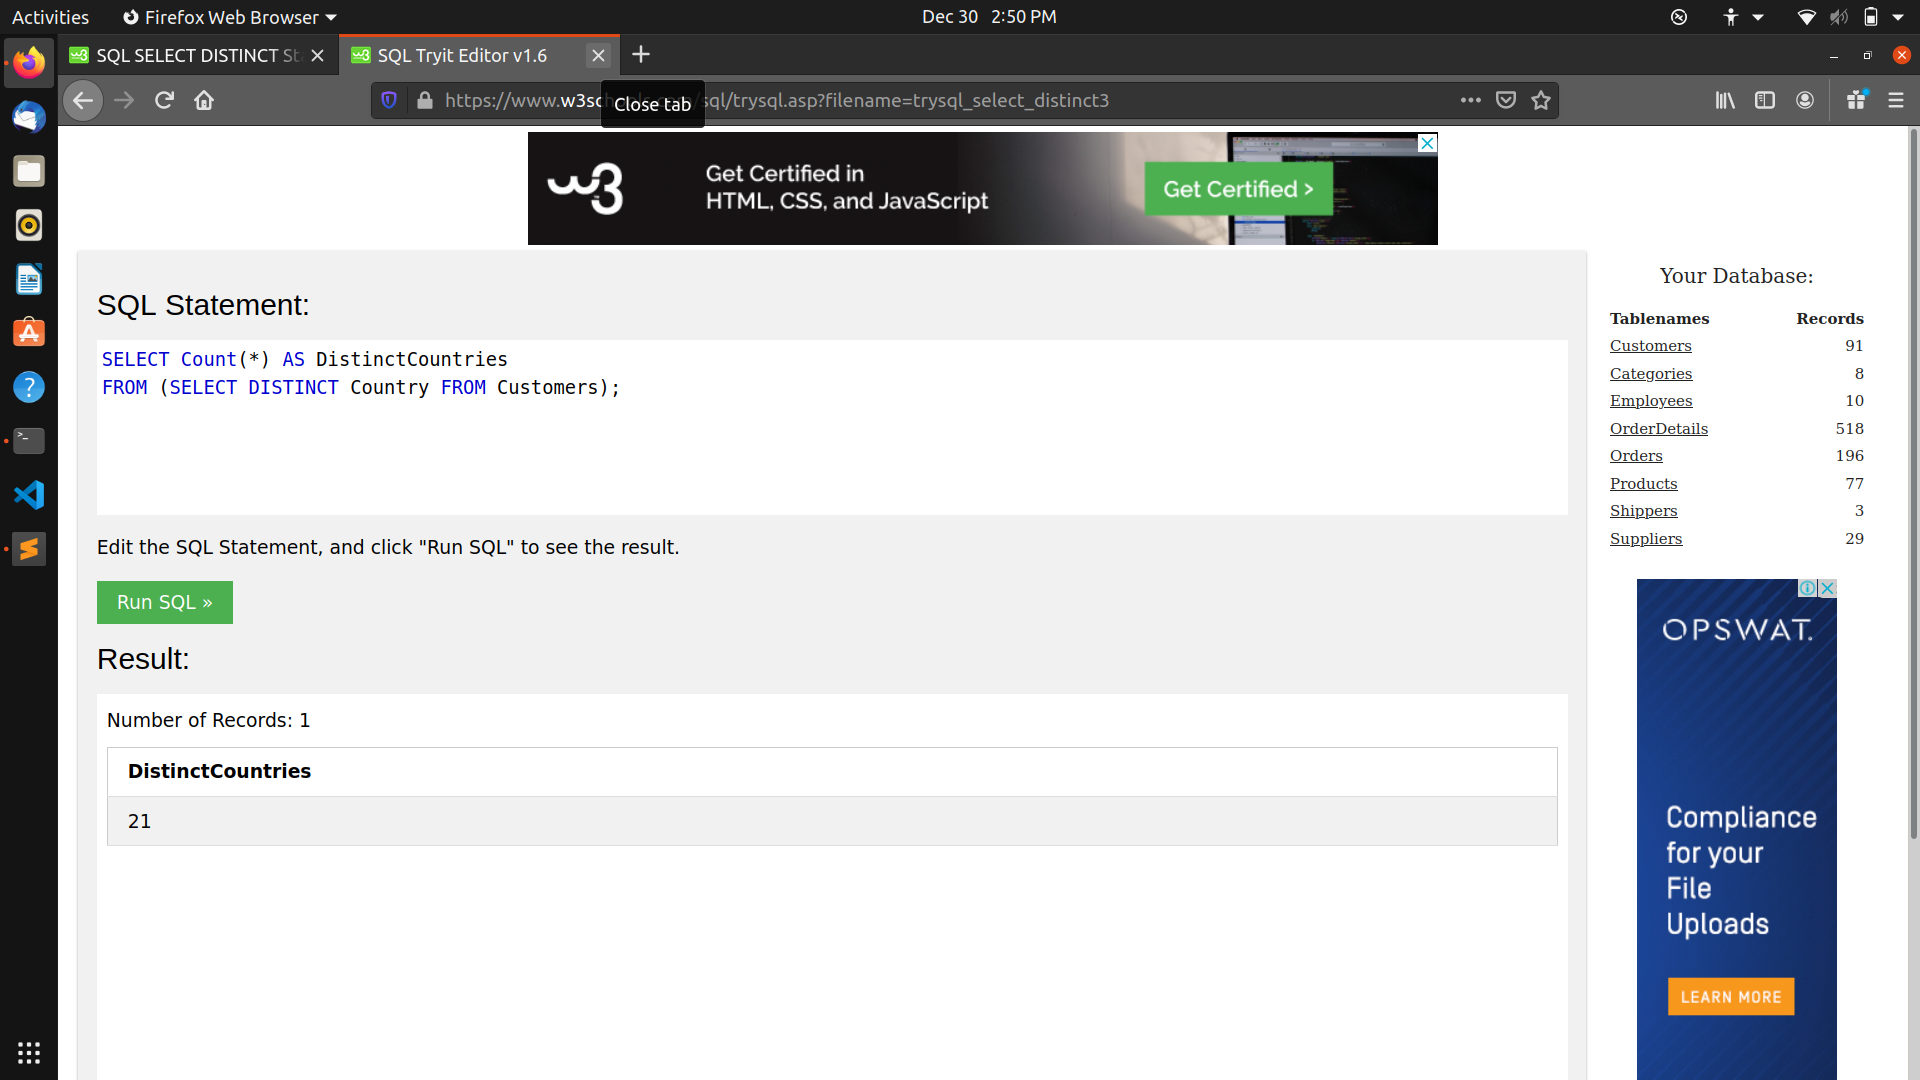 Activities
Firefox Web Browser
Dec 30 2:50 PM
SQL SELECT DISTINCT Sta
SQL Tryit Editor v1.6
https://www.w3sc
/sql/trysql.asp?filename=trysql_select_distinct3
Close tab
w3
Get Certified in
HTML, CSS, and JavaScript
Get Certified >
SQL Statement:
SELECT Count(*) AS DistinctCountries
FROM (SELECT DISTINCT Country FROM Customers);
Edit the SQL Statement, and click "Run SQL" to see the result.
Run SQL »
Result:
Number of Records: 1
DistinctCountries
21
Your Database:
Tablenames Records
Customers 91
Categories 8
Employees 10
OrderDetails 518
Orders 196
Products 77
Shippers 3
Suppliers 29
OPSWAT.
Compliance
for your
File
Uploads
LEARN MORE